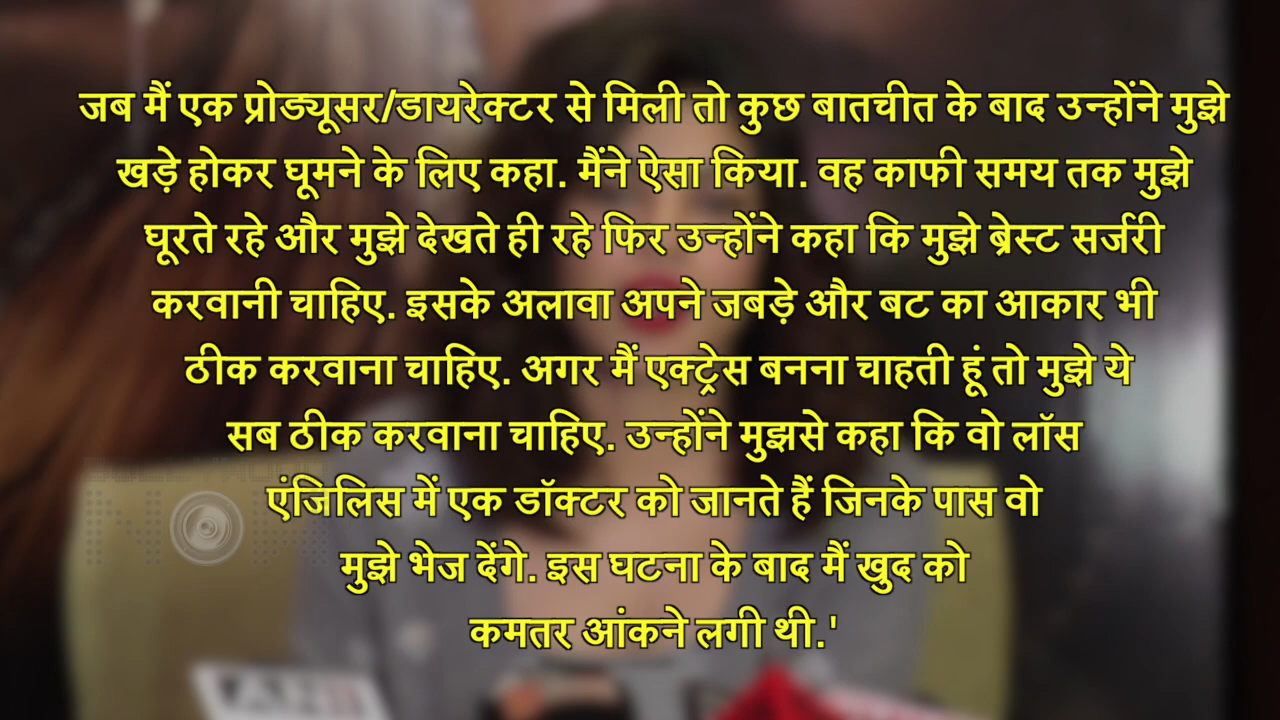 जब मैं एक प्रोड्यूसर/डायरेक्टर से मिली तो कुछ बातचीत के बाद उन्होंने मुझे
खड़े होकर घूमने के लिए कहा. मैंने ऐसा किया. वह काफी समय तक मुझे
घूरते रहे और मुझे देखते ही रहे फिर उन्होंने कहा कि मुझे ब्रेस्ट सर्जरी
करवानी चाहिए. इसके अलावा अपने जबड़े और बट का आकार भी
ठीक करवाना चाहिए. अगर मैं एक्ट्रेस बनना चाहती हूं तो मुझे ये
सब ठीक करवाना चाहिए. उन्होंने मुझसे कहा कि वो लॉस
एंजिलिस में एक डॉक्टर को जानते हैं जिनके पास वो
मुझे भेज देंगे. इस घटना के बाद मैं खुद को
कमतर आंकने लगी थी.'